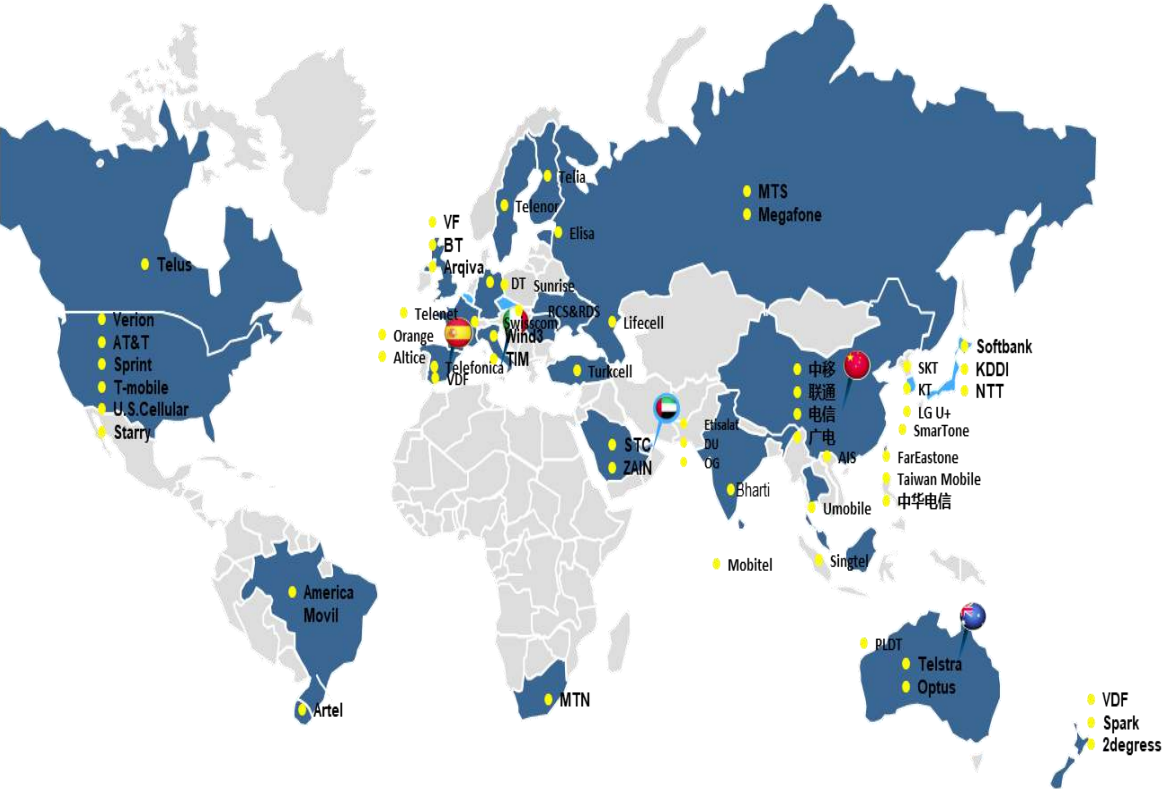 Telus
Verion
AT&T
Sprint
T-mobile
U.S.Cellular
Starry
America
Movil
Artel
VF
BT
Arqiva
Telenet
Orange
Altice
Telia
Telenor
Elisa
DT
Sunrise
RCS&RDS
Swisscom
Wind3
TIM
Telefonica
VDF
Lifecell
Turkcell
MTS
Megafone
STC
ZAIN
Etisalat
DU
OG
Bharti
Mobitel
MTN
中移
联通
电信
广电
AIS
Umobile
Singtel
SKT
KT
LG U+
SmarTone
FarEastone
Taiwan Mobile
中华电信
Softbank
KDDI
NTT
PLDT
Telstra
Optus
VDF
Spark
2degress